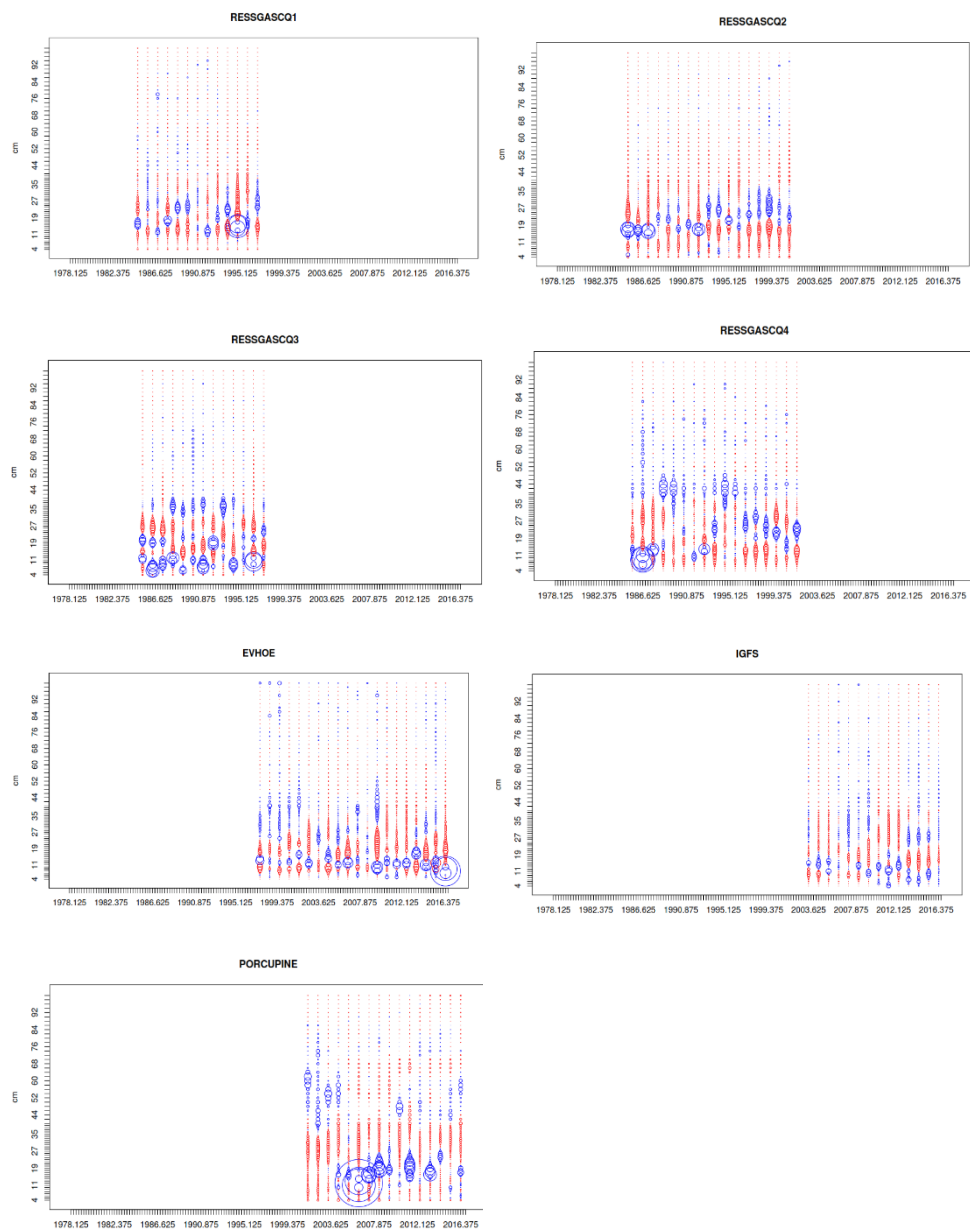 RESSGASCQ1
cm
4 11 19 27 35 44 52 60 68 76 84 92
1978.125 1982.375 1986.625 1990.875 1995.125 1999.375 2003.625 2007.875 2012.125 2016.375
RESSGASCQ2
cm
4 11 19 27 35 44 52 60 68 76 84 92
1978.125 1982.375 1986.625 1990.875 1995.125 1999.375 2003.625 2007.875 2012.125 2016.375
RESSGASCQ3
cm
4 11 19 27 35 44 52 60 68 76 84 92
1978.125 1982.375 1986.625 1990.875 1995.125 1999.375 2003.625 2007.875 2012.125 2016.375
RESSGASCQ4
cm
4 11 19 27 35 44 52 60 68 76 84 92
1978.125 1982.375 1986.625 1990.875 1995.125 1999.375 2003.625 2007.875 2012.125 2016.375
EVHOE
cm
4 11 19 27 35 44 52 60 68 76 84 92
1978.125 1982.375 1986.625 1990.875 1995.125 1999.375 2003.625 2007.875 2012.125 2016.375
IGFS
cm
4 11 19 27 35 44 52 60 68 76 84 92
1978.125 1982.375 1986.625 1990.875 1995.125 1999.375 2003.625 2007.875 2012.125 2016.375
PORCUPINE
cm
4 11 19 27 35 44 52 60 68 76 84 92
1978.125 1982.375 1986.625 1990.875 1995.125 1999.375 2003.625 2007.875 2012.125 2016.375